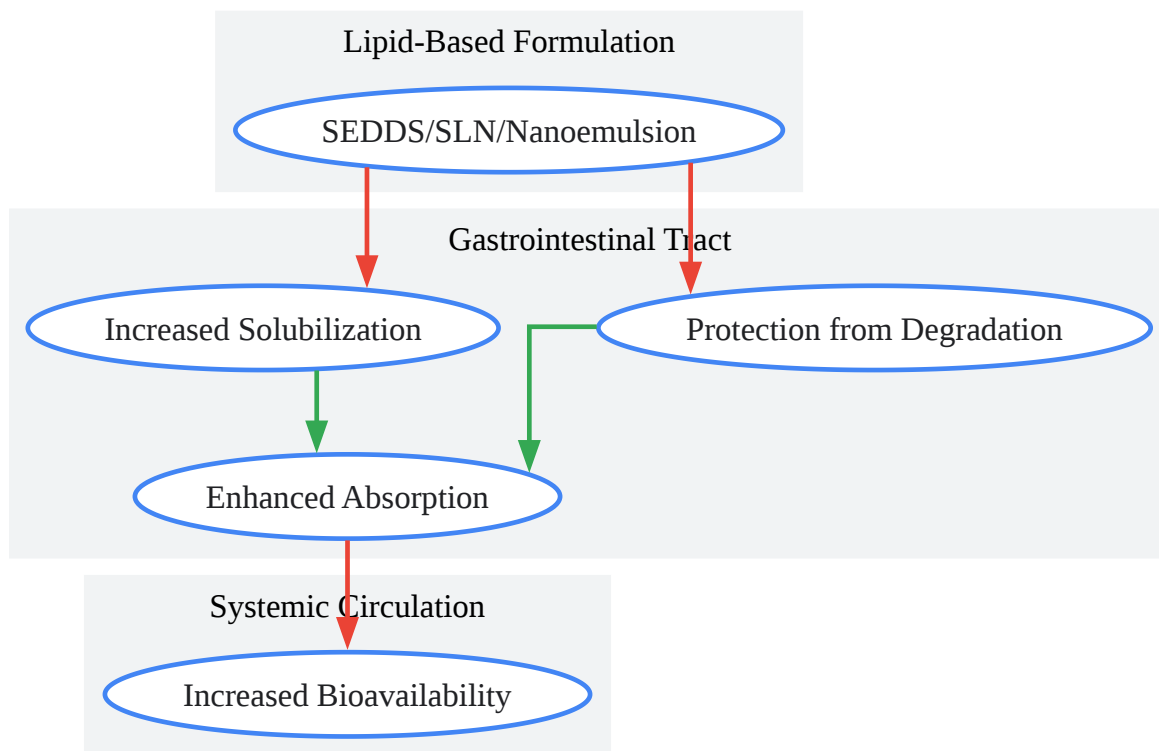 Lipid-Based Formulation
SEDDS/SLN/Nanoemulsion
Gastrointestinal Tract
Increased Solubilization
Protection from Degradation
Enhanced Absorption
Systemic Circulation
Increased Bioavailability